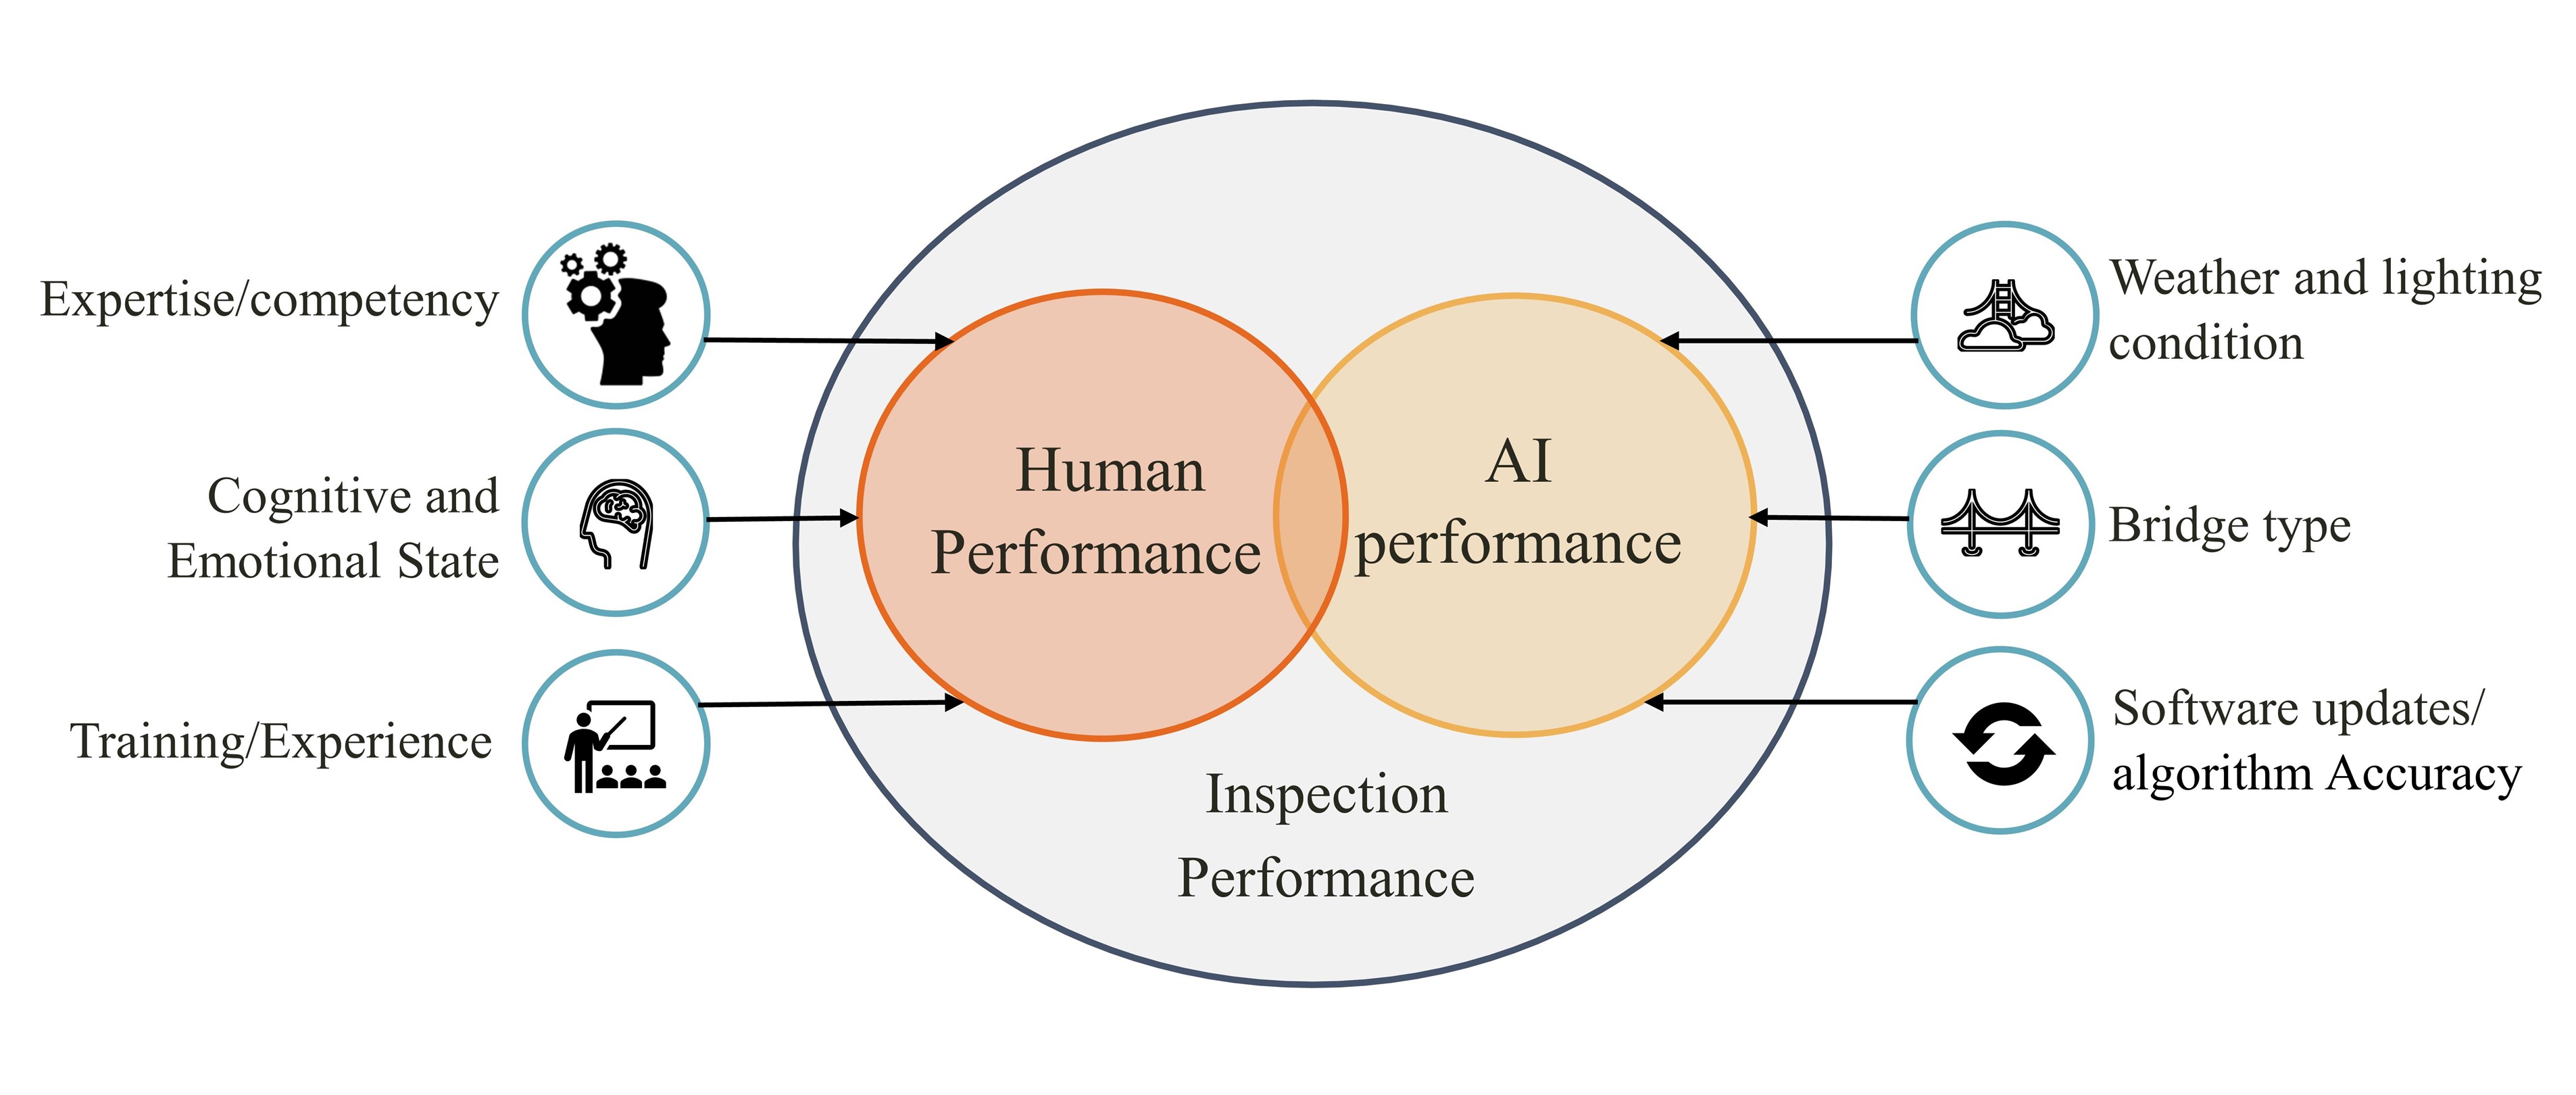 Expertise/competency
Cognitive and
Emotional State
Training/Experience
Human
Performance
AI
performance
Inspection
Performance
Weather and lighting
condition
Bridge type
Software updates/
algorithm Accuracy